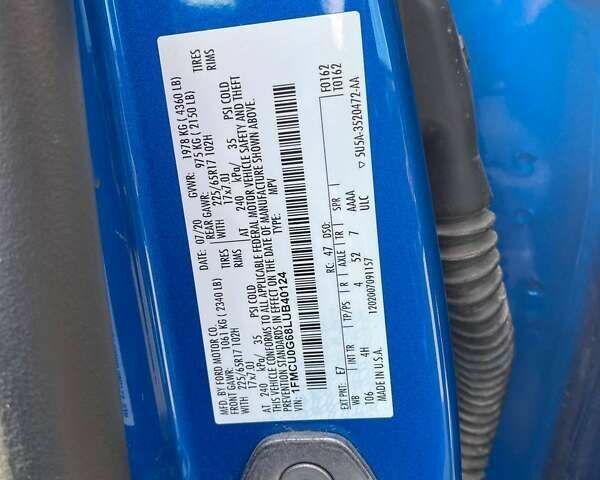 MFD. BY FORD MOTOR CO.
DATE: 07/20 GVWR: 1978 KG ( 4360 LB)
FRONT GAWR: 1061 KG ( 2340 LB) REAR GAWR: 975 KG ( 2150 LB)
WITH 225/65R17 102H TIRES WITH 225/65R17 102H TIRES
17x7.0J RIMS 17x7.0J RIMS
AT 240 kPa/ 35 PSI COLD AT 240 kPa/ 35 PSI COLD
THIS VEHICLE CONFORMS TO ALL APPLICABLE FEDERAL MOTOR VEHICLE SAFETY AND THEFT
PREVENTION STANDARDS IN EFFECT ON THE DATE OF MANUFACTURE SHOWN ABOVE.
VIN: 1FMCU0G68LUB40124 TYPE: MPV
F0162
T0162
EXT PNT: E7 RC: 47 DSO:
WB INT TR TP/PS R AXLE TR SPR
106 4H 4 52 7 AAAA
ULC
MADE IN U.S.A. 1202007091157
▽ 5U5A-3520472-AA